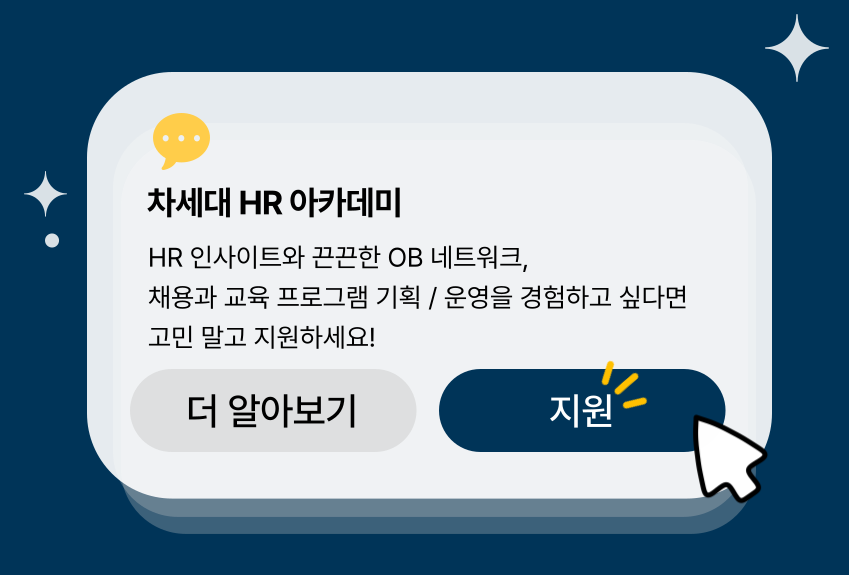 차세대 HR 아카데미
HR 인사이트와 끈끈한 OB 네트워크,
채용과 교육 프로그램 기획 / 운영을 경험하고 싶다면
고민 말고 지원하세요!
더 알아보기
지원